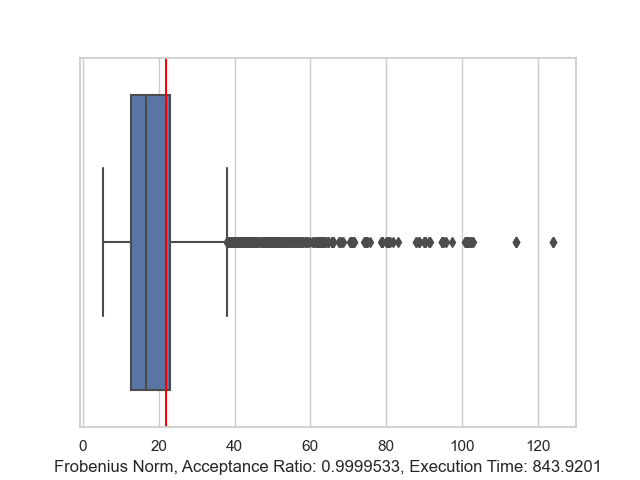 0 20 40 60 80 100 120
Frobenius Norm, Acceptance Ratio: 0.9999533, Execution Time: 843.9201